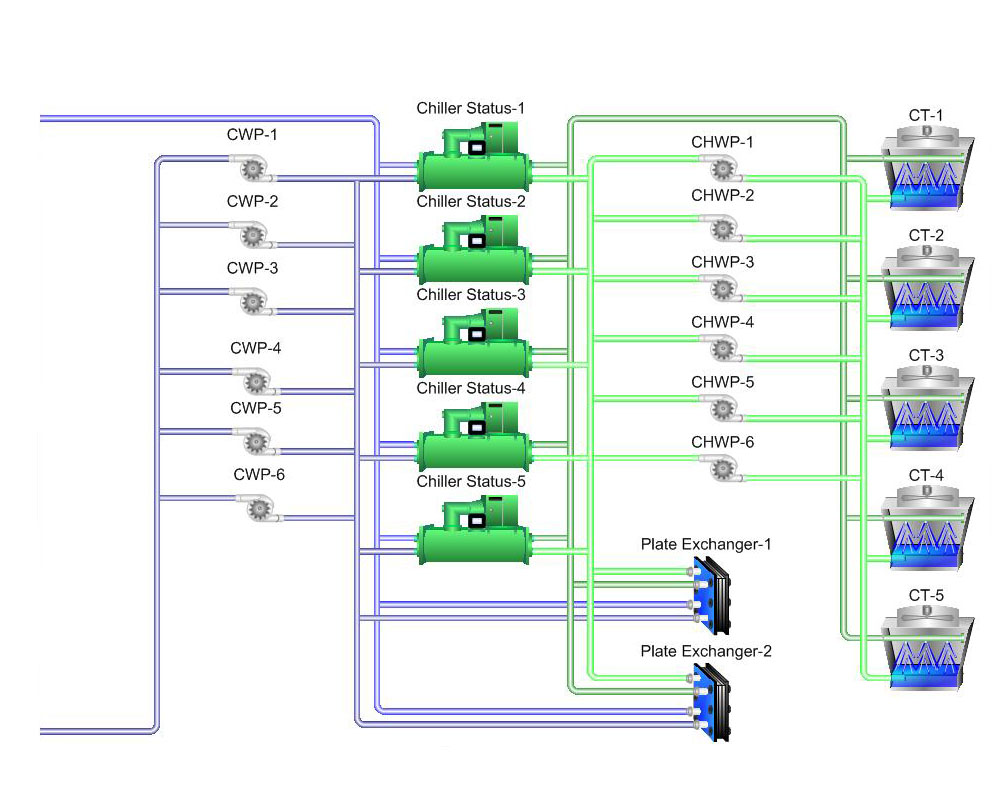 Chiller Status-1
CT-1
CWP-1
CHWP-1
CWP-2
Chiller Status-2
CHWP-2
CT-2
CWP-3
CHWP-3
Chiller Status-3
CHWP-4
CWP-4
CT-3
Chiller Status-4
CHWP-5
CWP-5
CHWP-6
CWP-6
CT-4
Chiller Status-5
Plate Exchanger-1
CT-5
Plate Exchanger-2